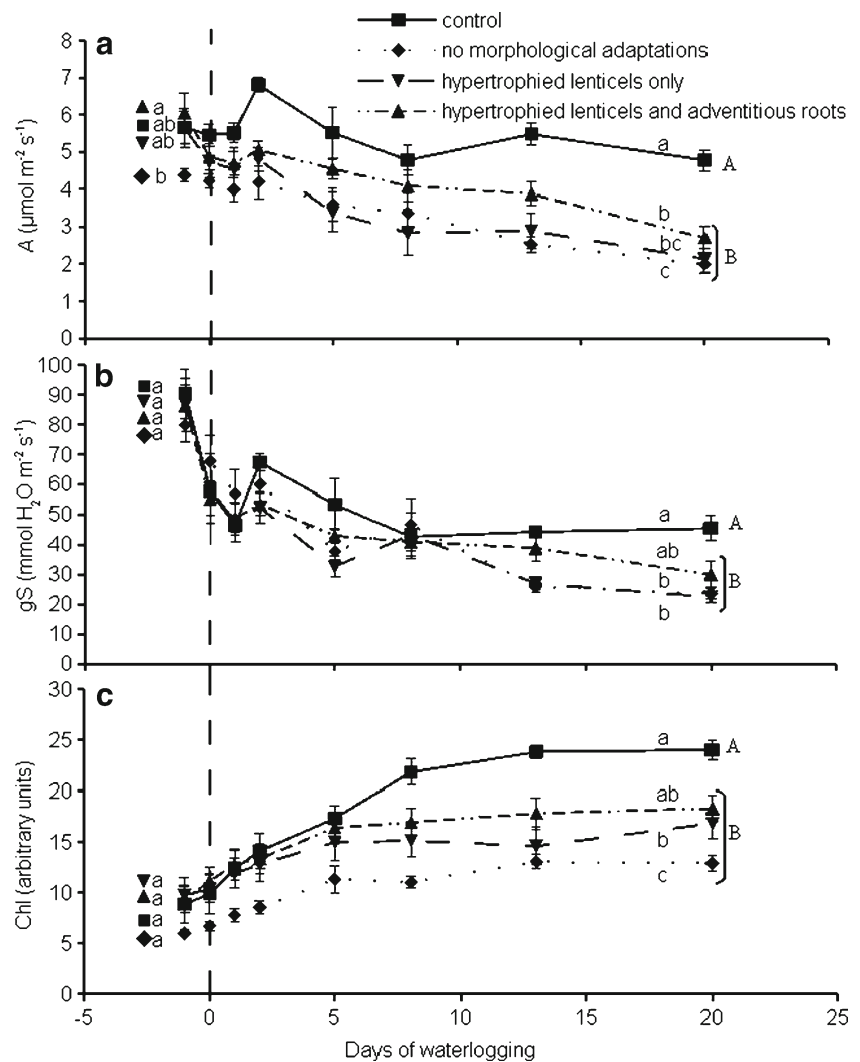 control
no morphological adaptations
hypertrophied lenticels only
hypertrophied lenticels and adventitious roots
a
A (µmol m⁻² s⁻¹)
8
7
6
5
4
3
2
1
0
a
ab
ab
b
a
A
b
bc
c
B
b
gS (mmol H₂O m⁻² s⁻¹)
100
90
80
70
60
50
40
30
20
10
0
a
a
a
a
a
A
ab
b
b
B
c
Chl (arbitrary units)
30
25
20
15
10
5
0
a
a
a
a
a
A
ab
b
c
B
-5 0 5 10 15 20 25
Days of waterlogging